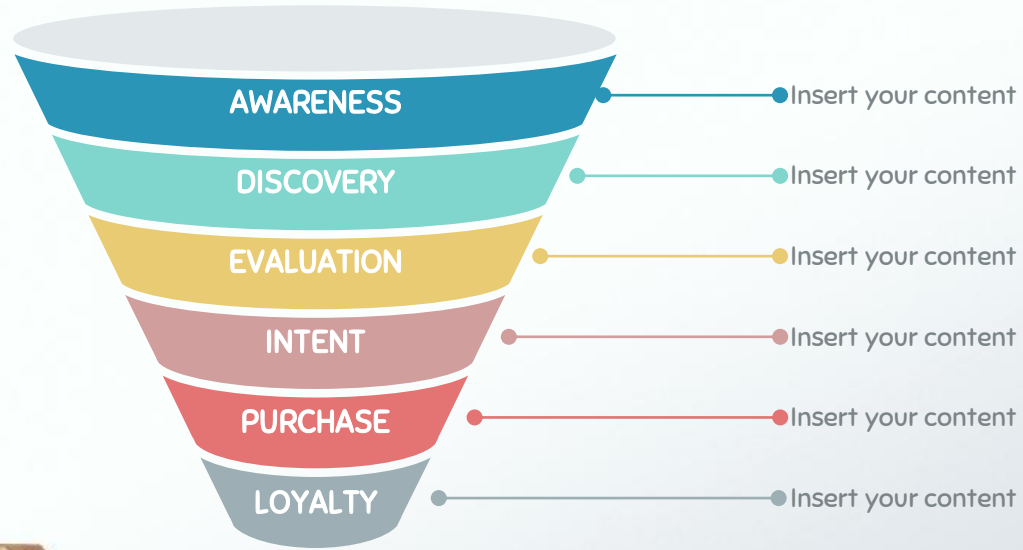 AWARENESS
Insert your content
DISCOVERY
Insert your content
EVALUATION
Insert your content
INTENT
Insert your content
PURCHASE
Insert your content
LOYALTY
Insert your content